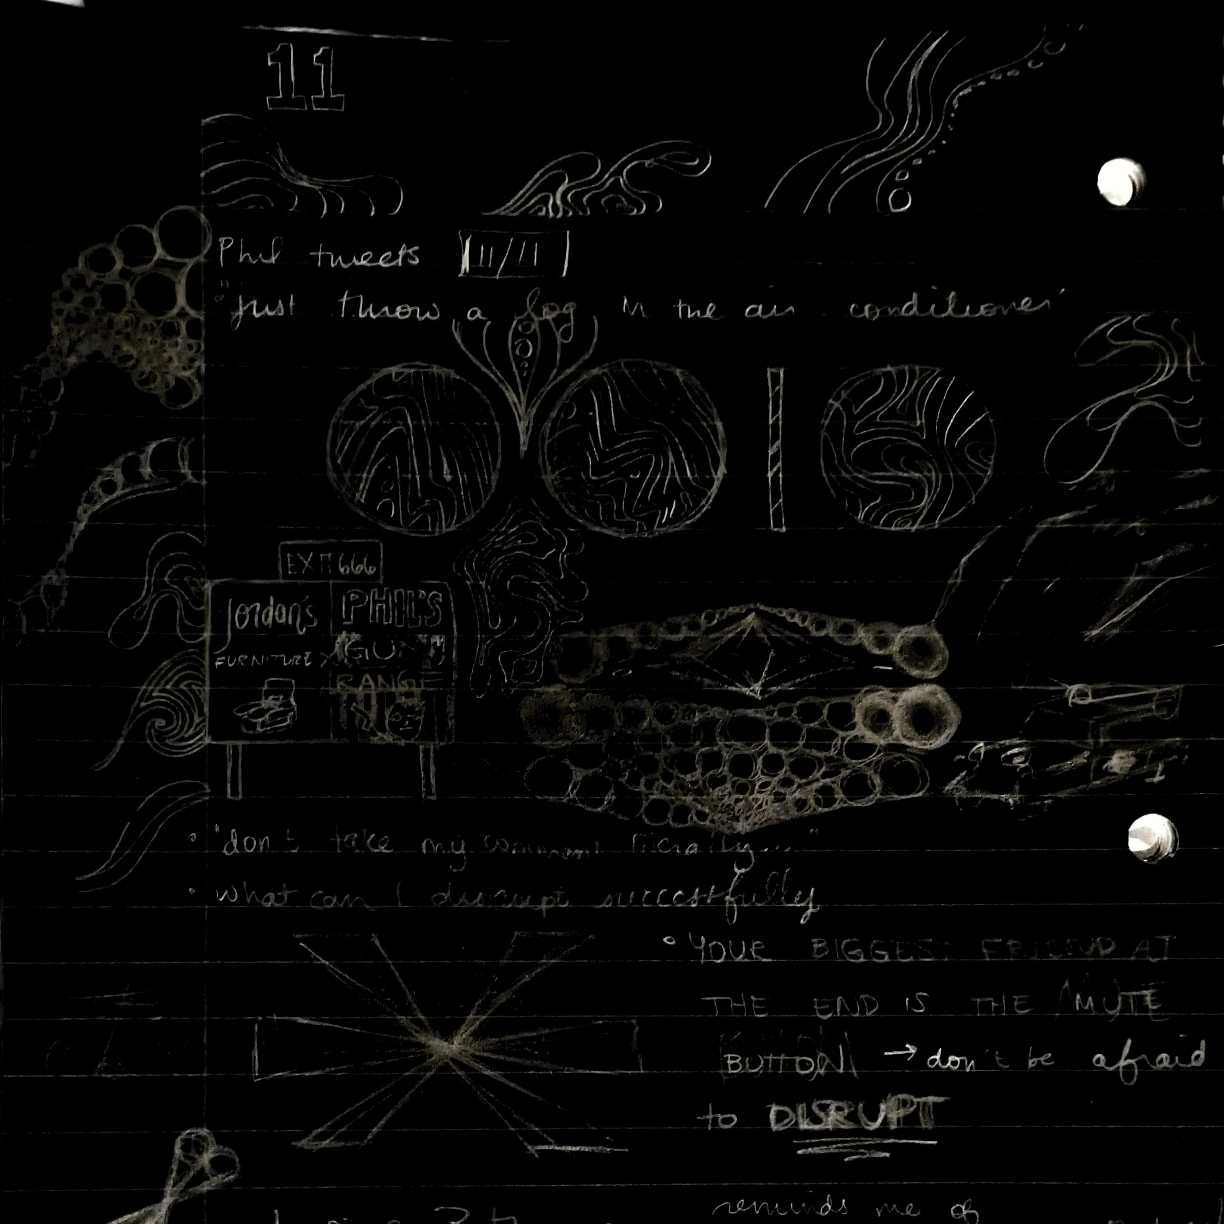 11
Phil tweets 11/11
"just throw a fog in the air conditioner"
EXIT 666
Jordan's
FURNITURE
PHIL'S
GUN
RANGE
• "don't take my comment literally..."
• what can I disrupt successfully
• YOUR BIGGEST FRIEND AT
THE END IS THE MUTE
BUTTON → don't be afraid
to DISRUPT
reminds me of